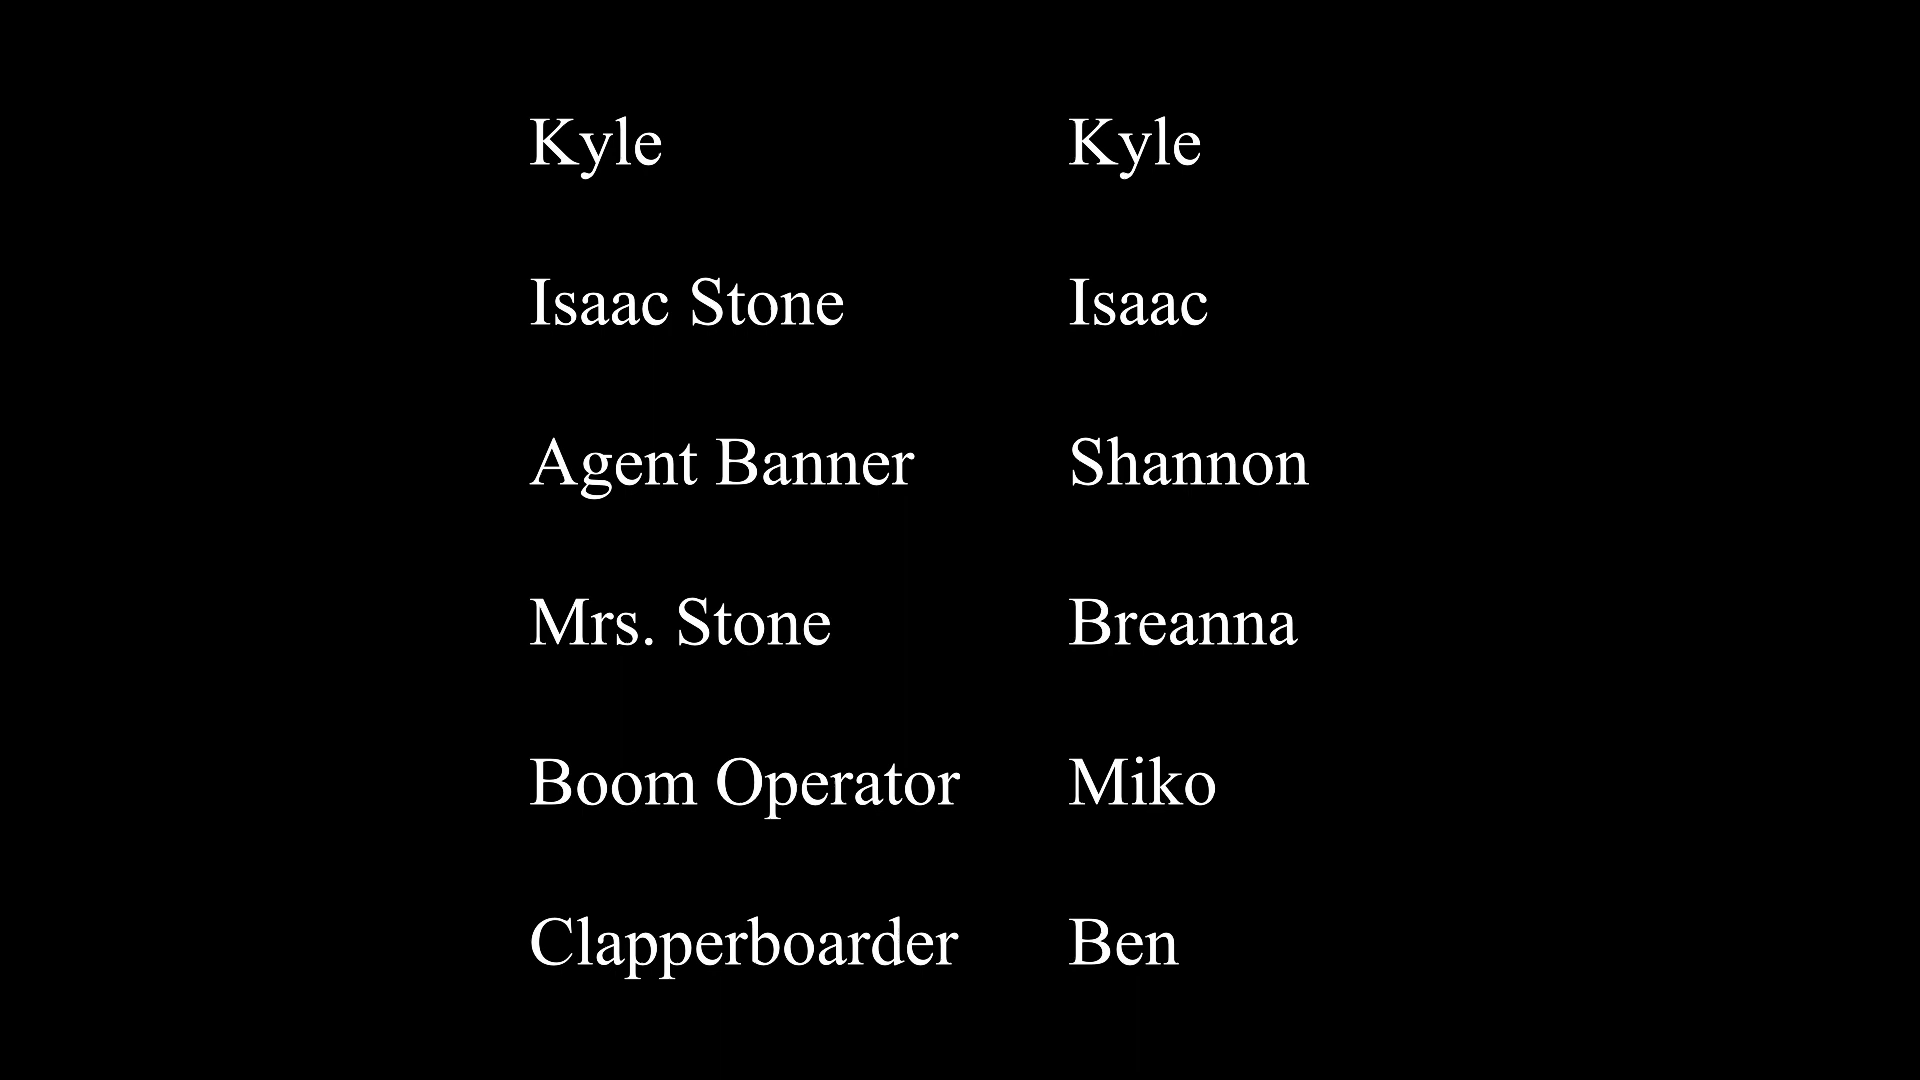 Kyle Kyle
Isaac Stone Isaac
Agent Banner Shannon
Mrs. Stone Breanna
Boom Operator Miko
Clapperboarder Ben